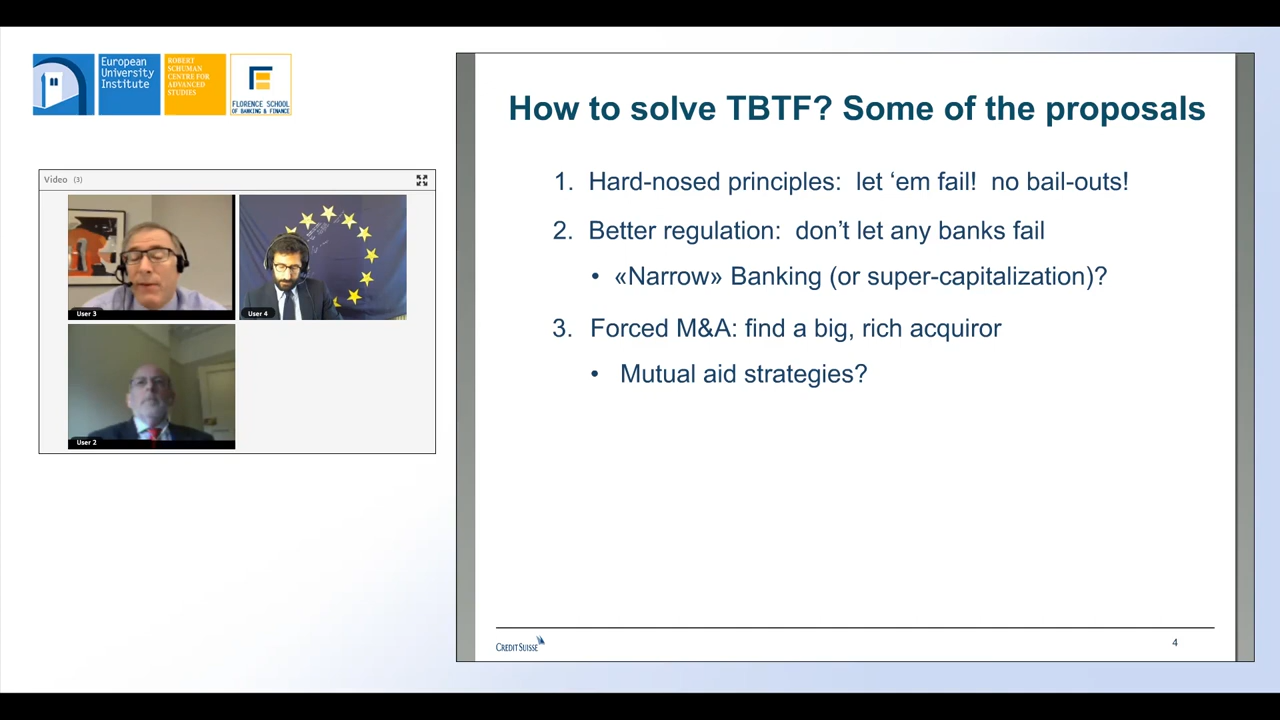 European
University
Institute
ROBERT
SCHUMAN
CENTRE FOR
ADVANCED
STUDIES
FLORENCE SCHOOL
OF BANKING & FINANCE
Video (3)
User 3
User 4
User 2
How to solve TBTF? Some of the proposals
1. Hard-nosed principles: let ‘em fail! no bail-outs!
2. Better regulation: don’t let any banks fail
• «Narrow» Banking (or super-capitalization)?
3. Forced M&A: find a big, rich acquiror
• Mutual aid strategies?
CREDIT SUISSE
4